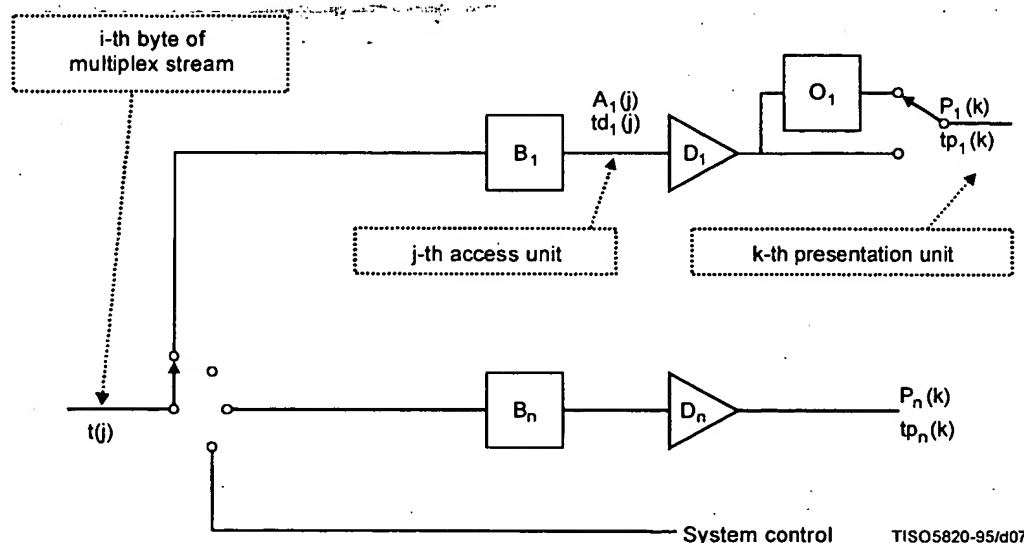 i-th byte of
multiplex stream
A₁(j)
td₁(j)
B₁
D₁
O₁
P₁(k)
tp₁(k)
j-th access unit
k-th presentation unit
t(j)
Bₙ
Dₙ
Pₙ(k)
tpₙ(k)
System control
TISO5820-95/d07